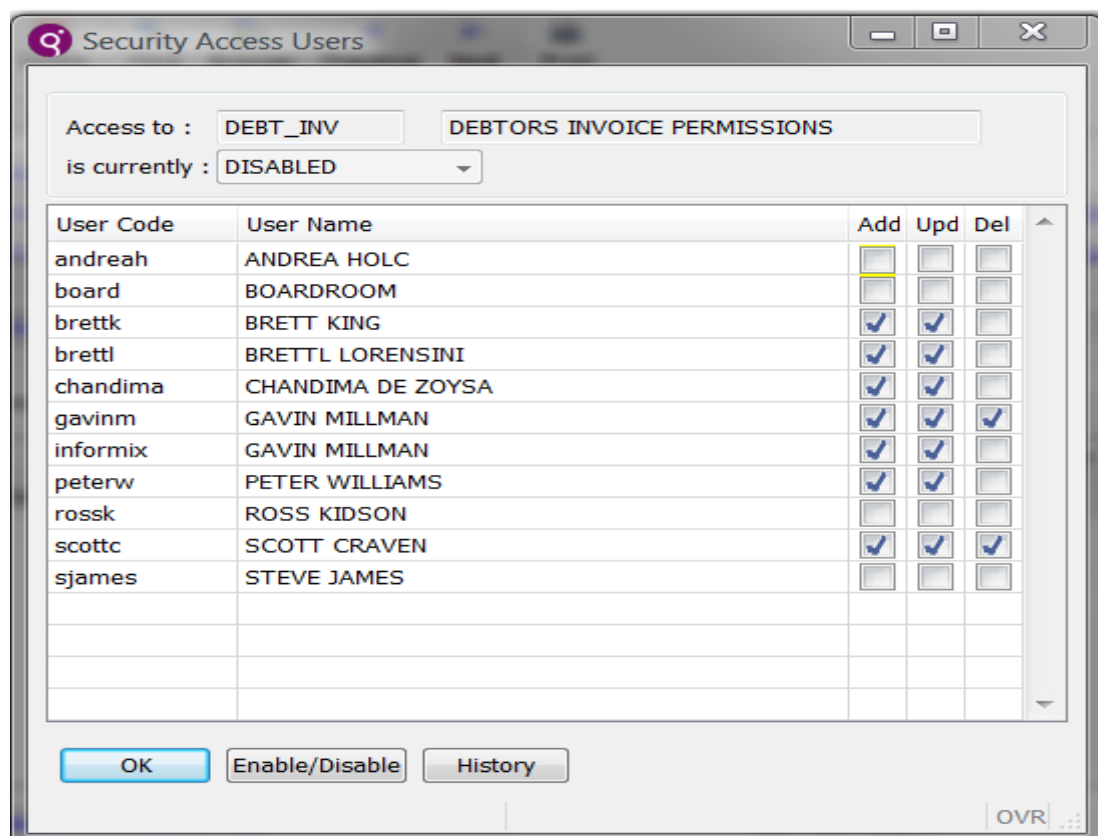 Security Access Users
Access to : DEBT_INV DEBTORS INVOICE PERMISSIONS
is currently : DISABLED
User Code User Name Add Upd Del
andreah ANDREA HOLC
board BOARDROOM
brettk BRETT KING
brettl BRETTL LORENSINI
chandima CHANDIMA DE ZOYSA
gavinm GAVIN MILLMAN
informix GAVIN MILLMAN
peterw PETER WILLIAMS
rossk ROSS KIDSON
scottc SCOTT CRAVEN
sjames STEVE JAMES
OK Enable/Disable History
OVR